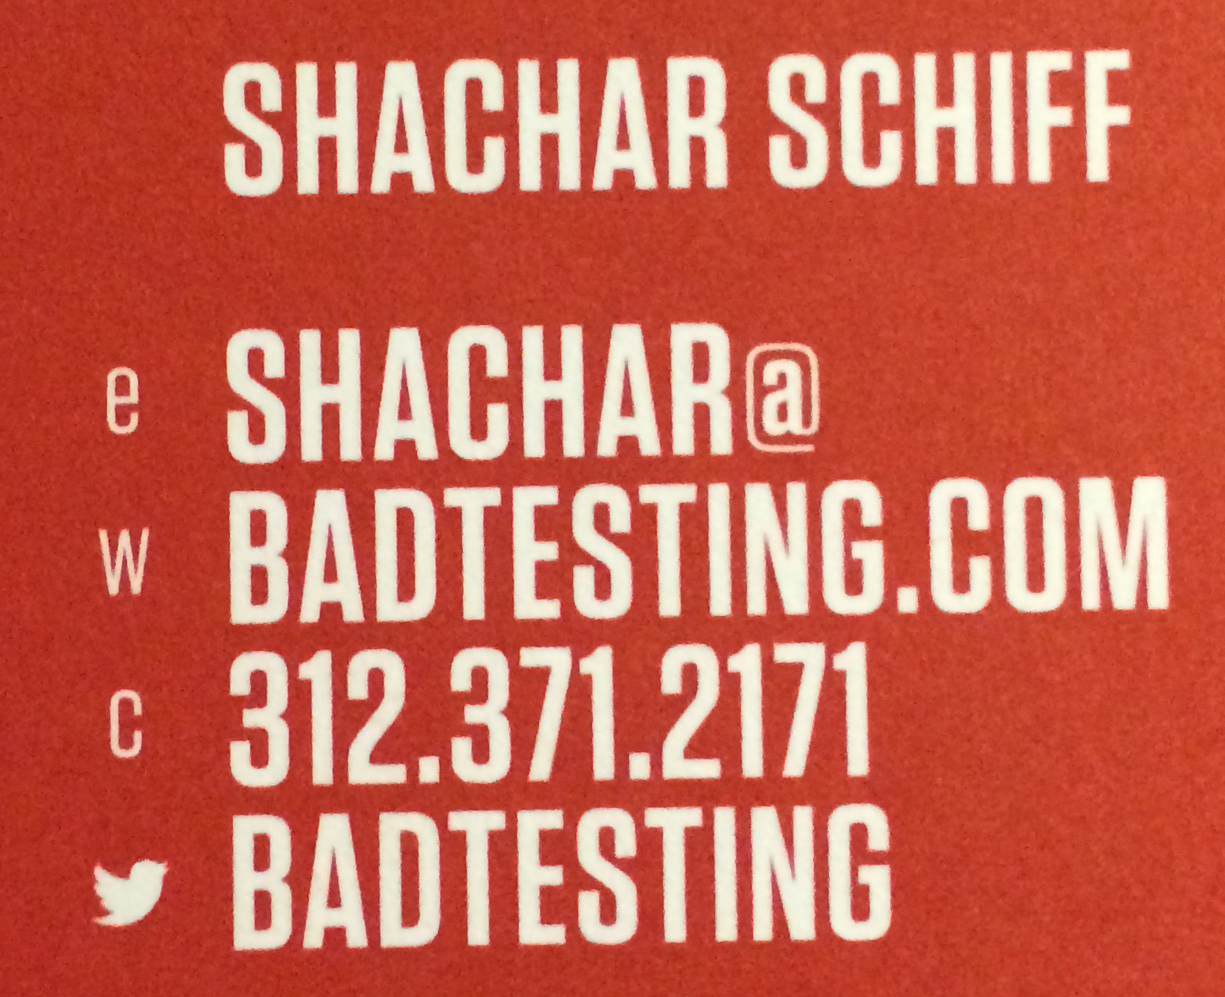 SHACHAR SCHIFF
e SHACHAR@
w BADTESTING.COM
c 312.371.2171
BADTESTING